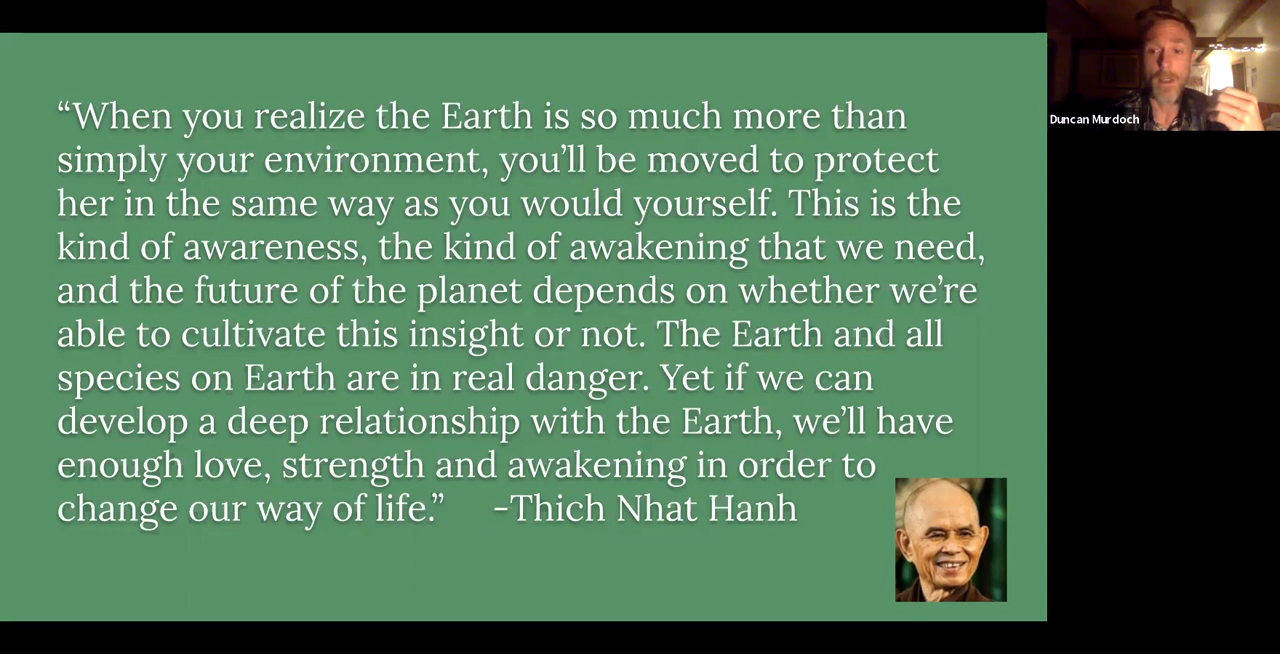 “When you realize the Earth is so much more than
simply your environment, you’ll be moved to protect
her in the same way as you would yourself. This is the
kind of awareness, the kind of awakening that we need,
and the future of the planet depends on whether we’re
able to cultivate this insight or not. The Earth and all
species on Earth are in real danger. Yet if we can
develop a deep relationship with the Earth, we’ll have
enough love, strength and awakening in order to
change our way of life.” -Thich Nhat Hanh
Duncan Murdoch